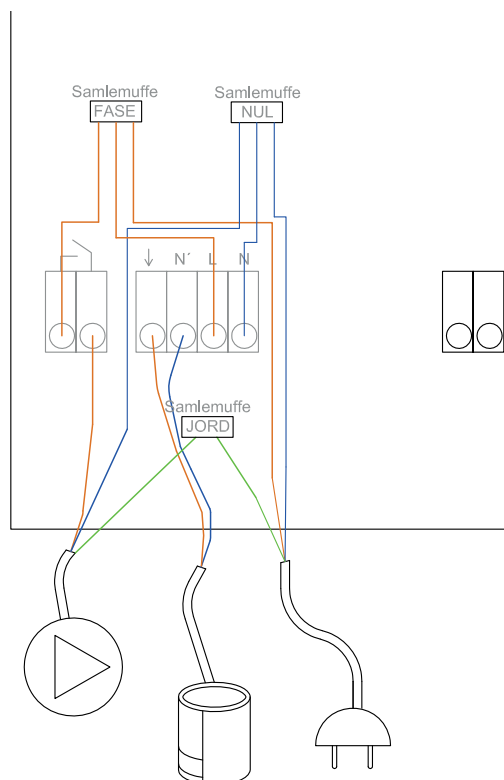 Samlemuffe Samlemuffe
FASE NUL
↓ N´ L N
Samlemuffe
JORD